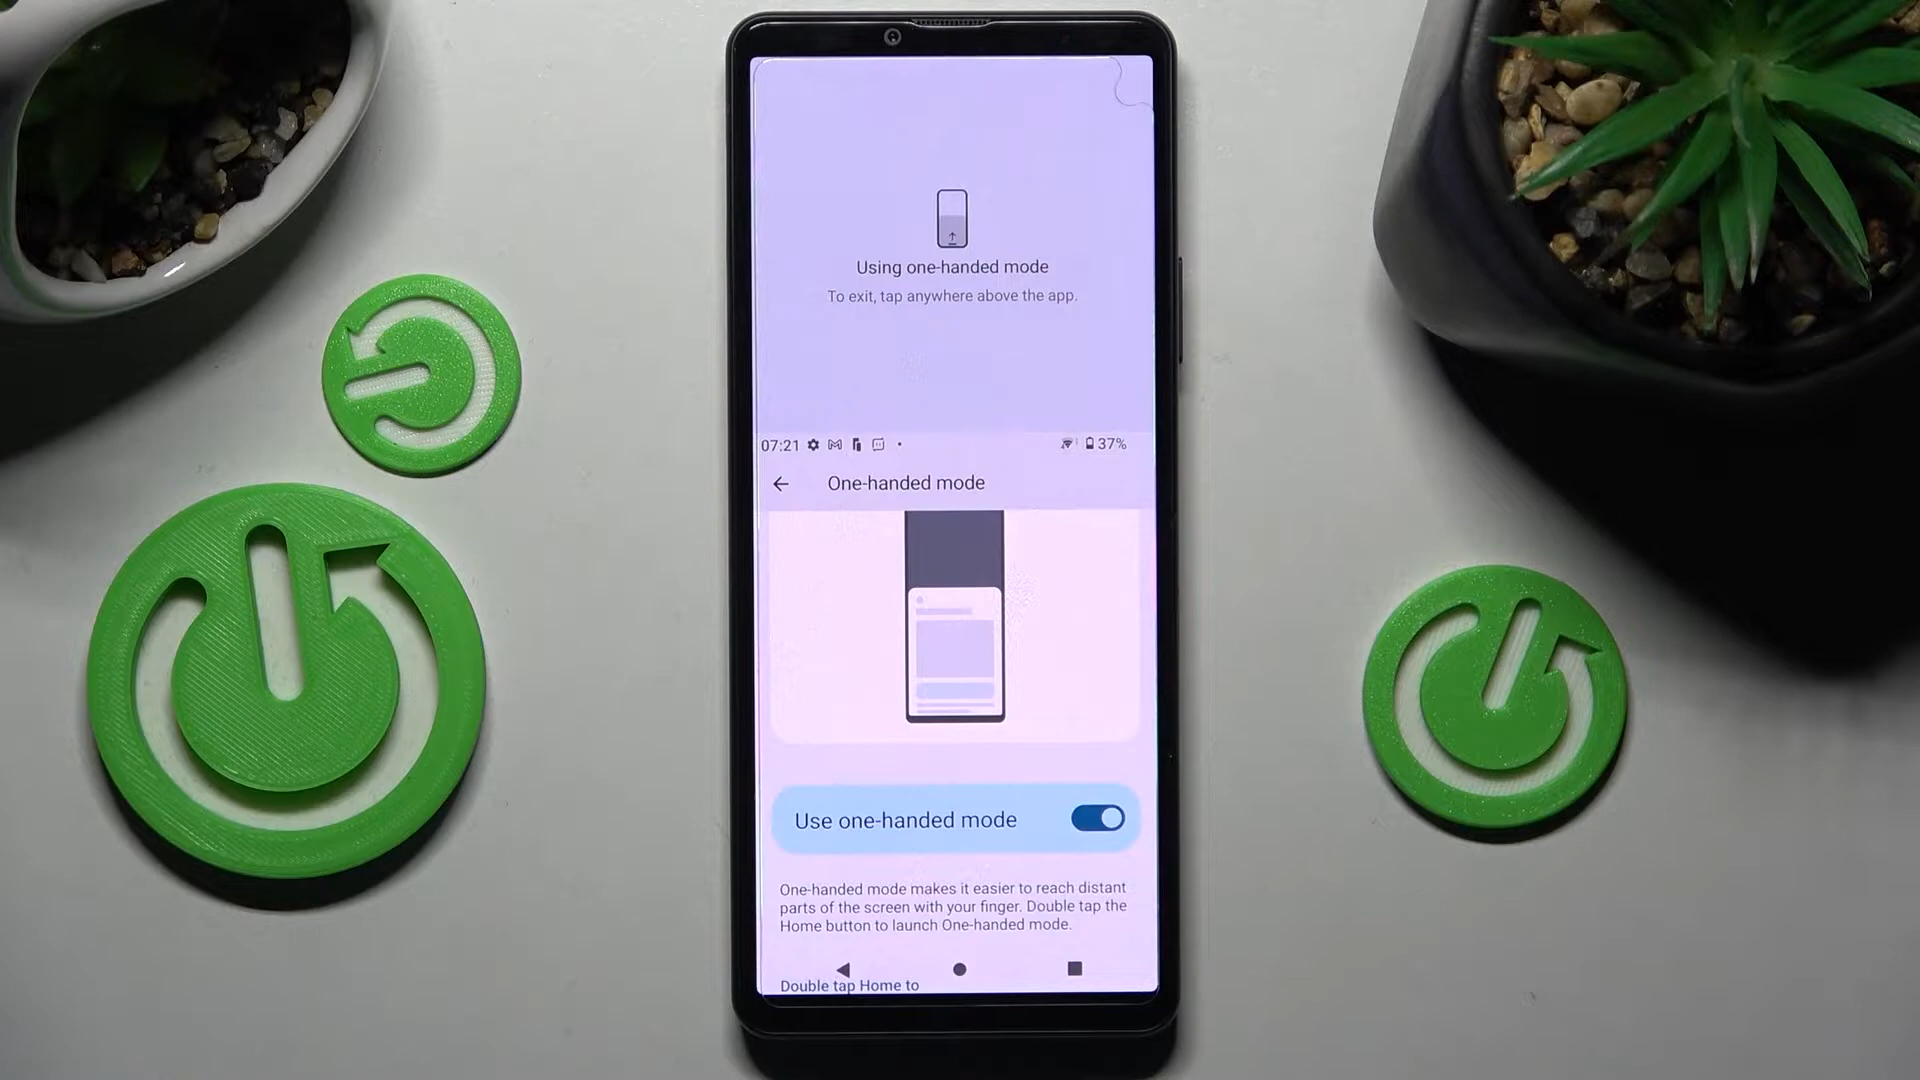 Using one-handed mode
To exit, tap anywhere above the app.
07:21 37%
One-handed mode
Use one-handed mode
One-handed mode makes it easier to reach distant
parts of the screen with your finger. Double tap the
Home button to launch One-handed mode.
Double tap Home to